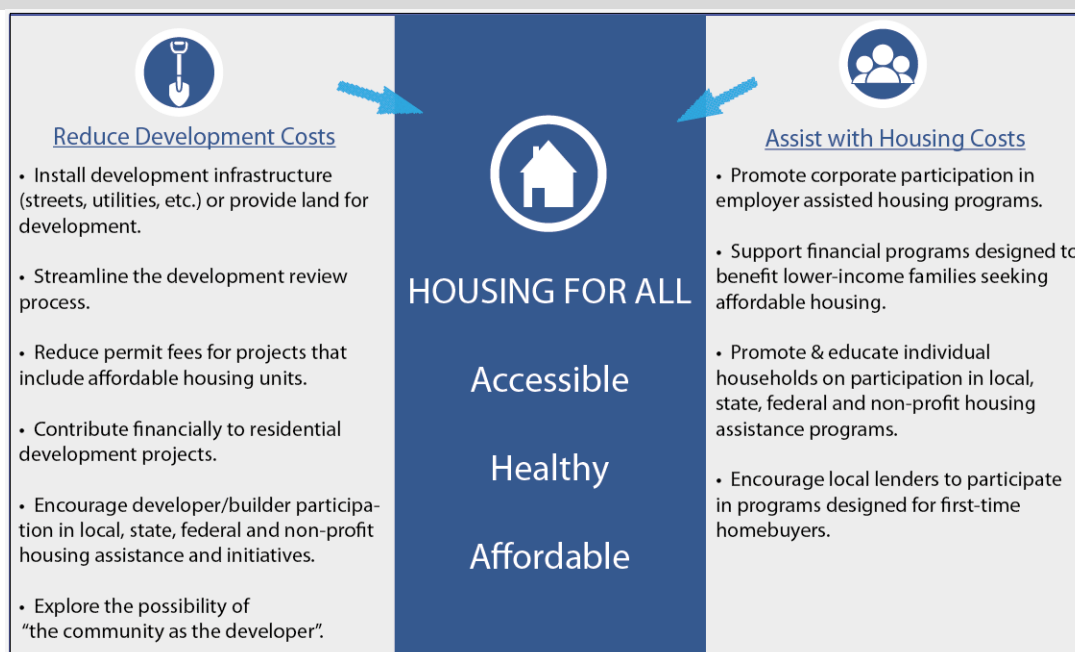 Reduce Development Costs
• Install development infrastructure
(streets, utilities, etc.) or provide land for
development.
• Streamline the development review
process.
• Reduce permit fees for projects that
include affordable housing units.
• Contribute financially to residential
development projects.
• Encourage developer/builder participa-
tion in local, state, federal and non-profit
housing assistance and initiatives.
• Explore the possibility of
“the community as the developer”.
HOUSING FOR ALL
Accessible
Healthy
Affordable
Assist with Housing Costs
• Promote corporate participation in
employer assisted housing programs.
• Support financial programs designed to
benefit lower-income families seeking
affordable housing.
• Promote & educate individual
households on participation in local,
state, federal and non-profit housing
assistance programs.
• Encourage local lenders to participate
in programs designed for first-time
homebuyers.